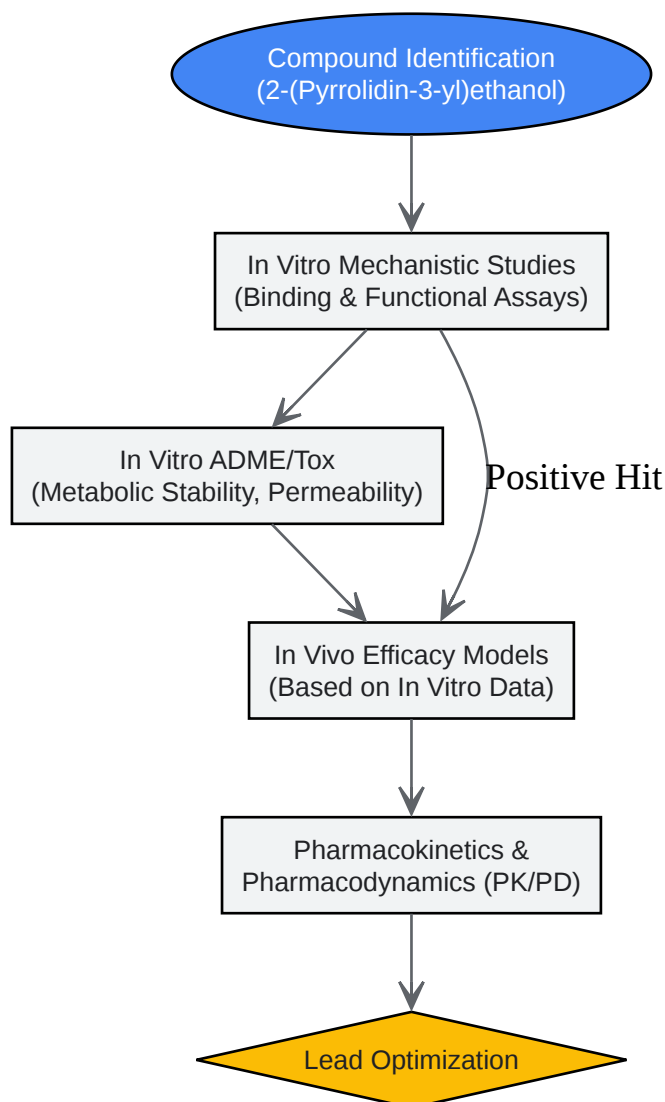 Compound Identification
(2-(Pyrrolidin-3-yl)ethanol)
In Vitro Mechanistic Studies
(Binding & Functional Assays)
In Vitro ADME/Tox
(Metabolic Stability, Permeability)
Positive Hit
In Vivo Efficacy Models
(Based on In Vitro Data)
Pharmacokinetics &
Pharmacodynamics (PK/PD)
Lead Optimization